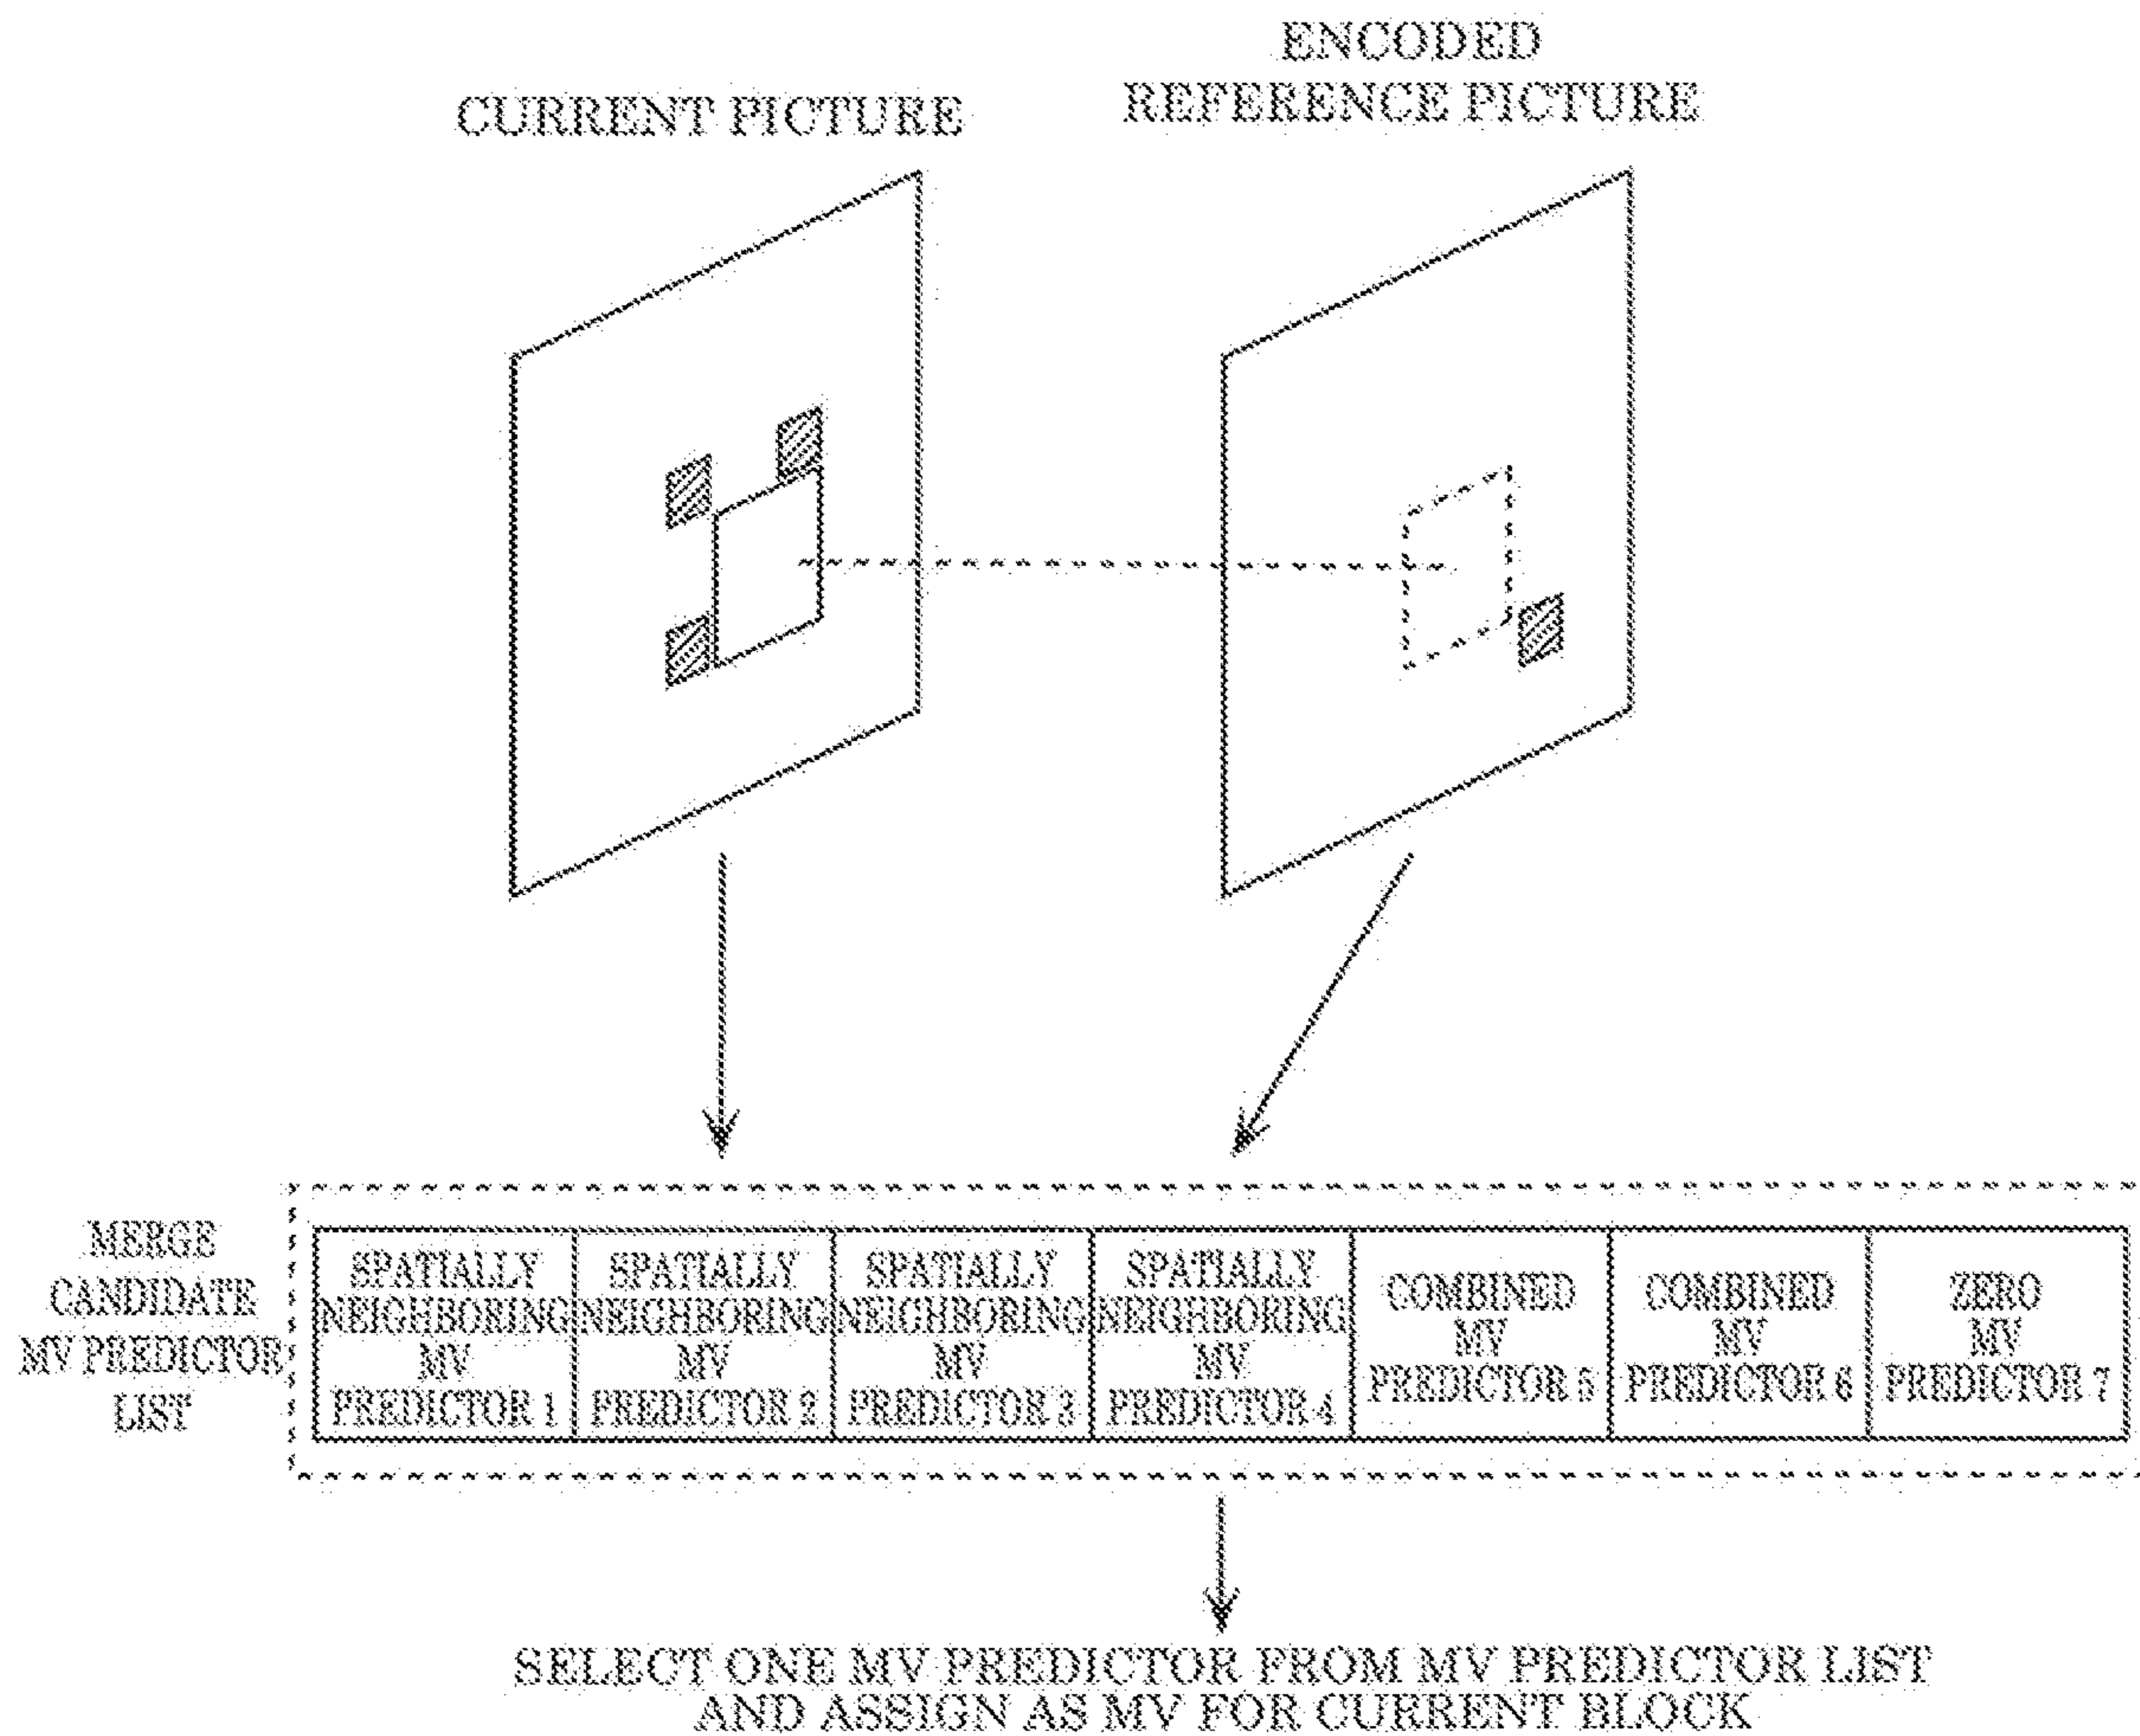 ENCODED
REFERENCE PICTURE
CURRENT PICTURE
MERGE
CANDIDATE
MV PREDICTOR
LIST
SPATIALLY
NEIGHBORING
MV
PREDICTOR 1
SPATIALLY
NEIGHBORING
MV
PREDICTOR 2
SPATIALLY
NEIGHBORING
MV
PREDICTOR 3
SPATIALLY
NEIGHBORING
MV
PREDICTOR 4
COMBINED
MV
PREDICTOR 5
COMBINED
MV
PREDICTOR 6
ZERO
MV
PREDICTOR 7
SELECT ONE MV PREDICTOR FROM MV PREDICTOR LIST
AND ASSIGN AS MV FOR CURRENT BLOCK